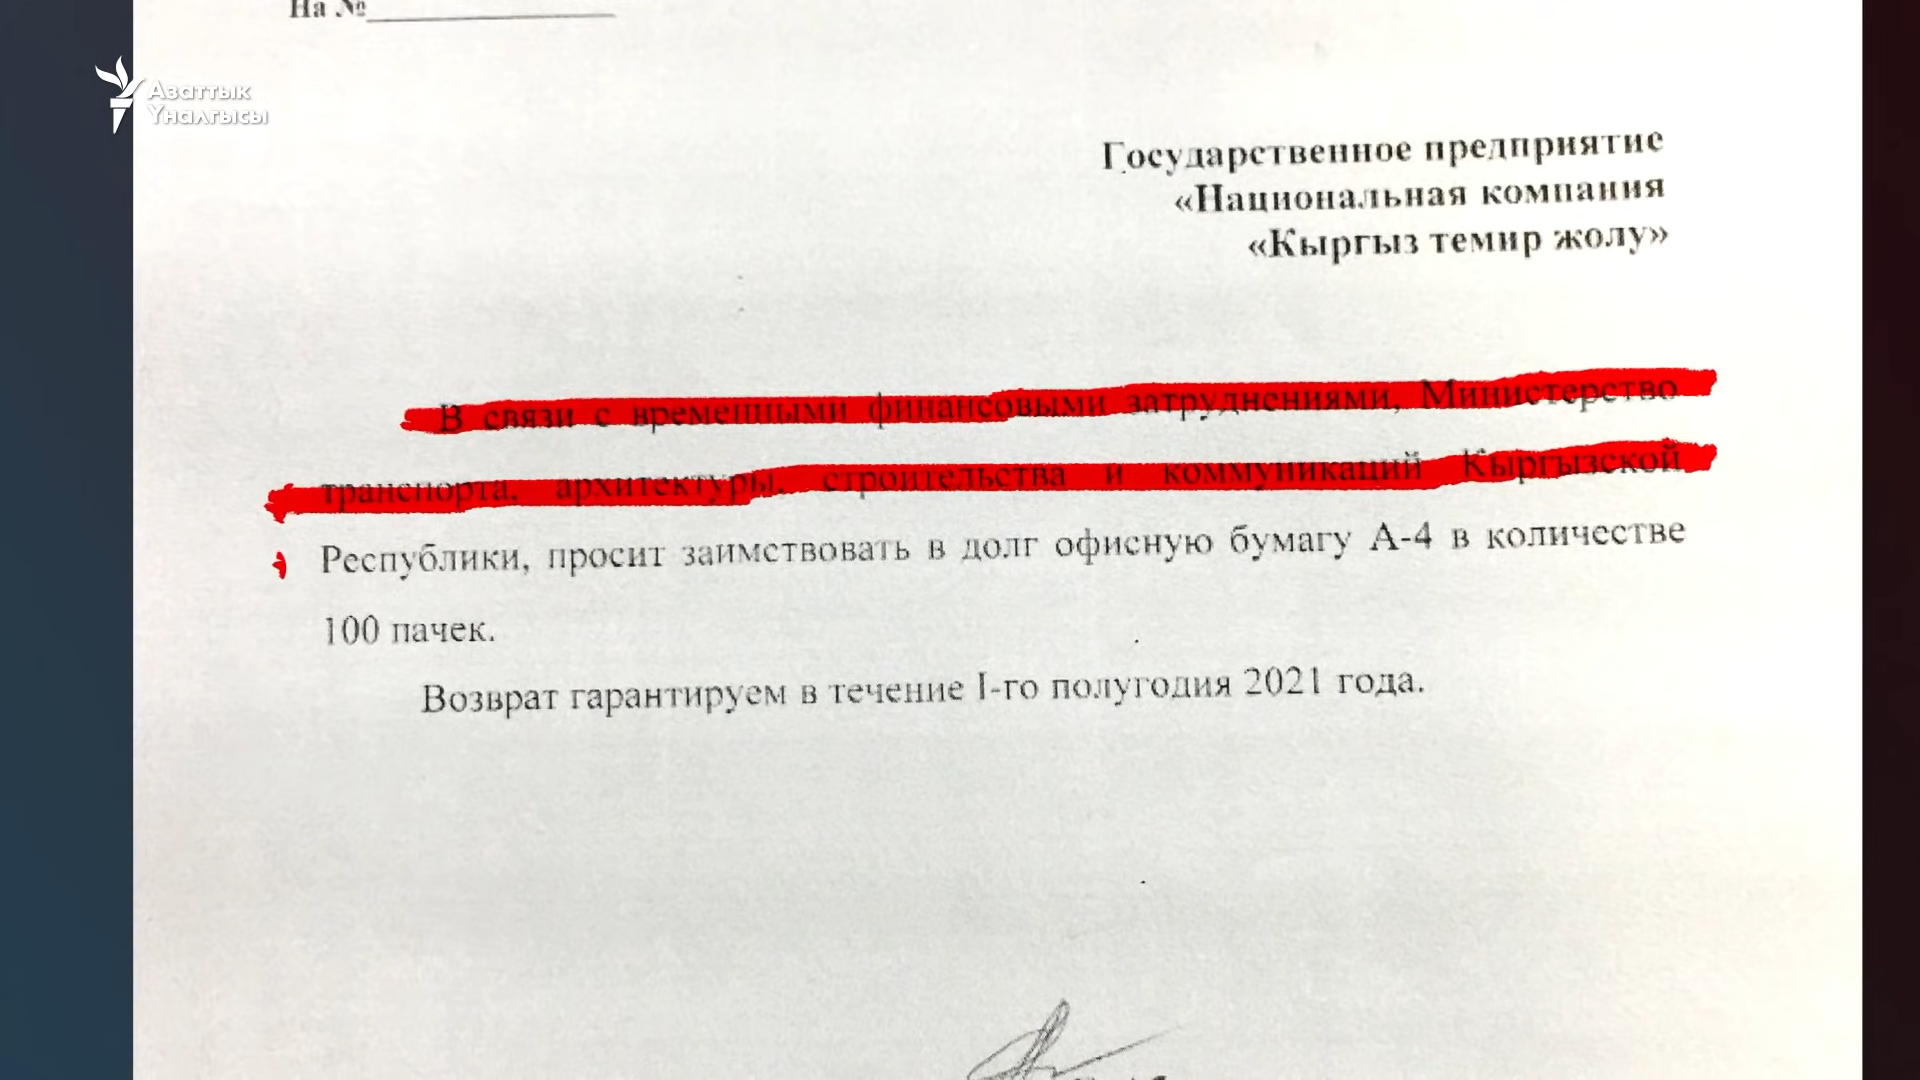 На №
Азаттык
Үналгысы
Государственное предприятие
«Национальная компания
«Кыргыз темир жолу»
В связи с временными финансовыми затруднениями, Министерство
транспорта, архитектуры, строительства и коммуникаций Кыргызской
Республики, просит заимствовать в долг офисную бумагу А-4 в количестве
100 пачек.
Возврат гарантируем в течение I-го полугодия 2021 года.